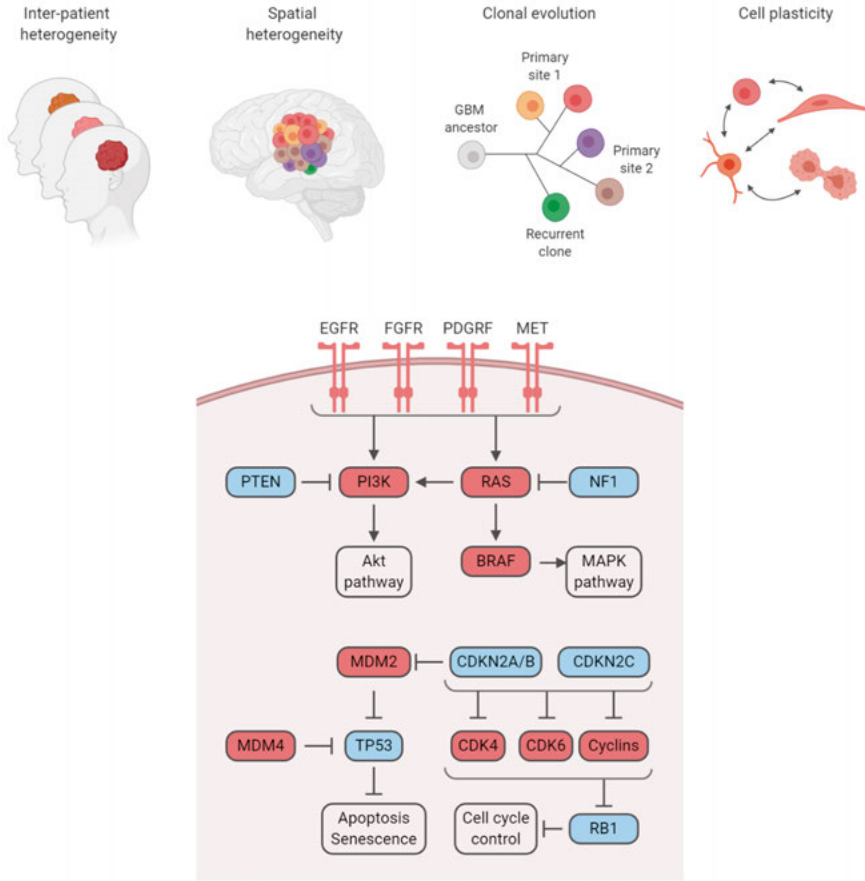 Inter-patient
heterogeneity
Spatial
heterogeneity
Clonal evolution
Cell plasticity
Primary
site 1
GBM
ancestor
Primary
site 2
Recurrent
clone
EGFR
FGFR
PDGRF
MET
PTEN
PI3K
RAS
NF1
Akt
pathway
BRAF
MAPK
pathway
MDM2
CDKN2A/B
CDKN2C
MDM4
TP53
CDK4
CDK6
Cyclins
Apoptosis
Senescence
Cell cycle
control
RB1